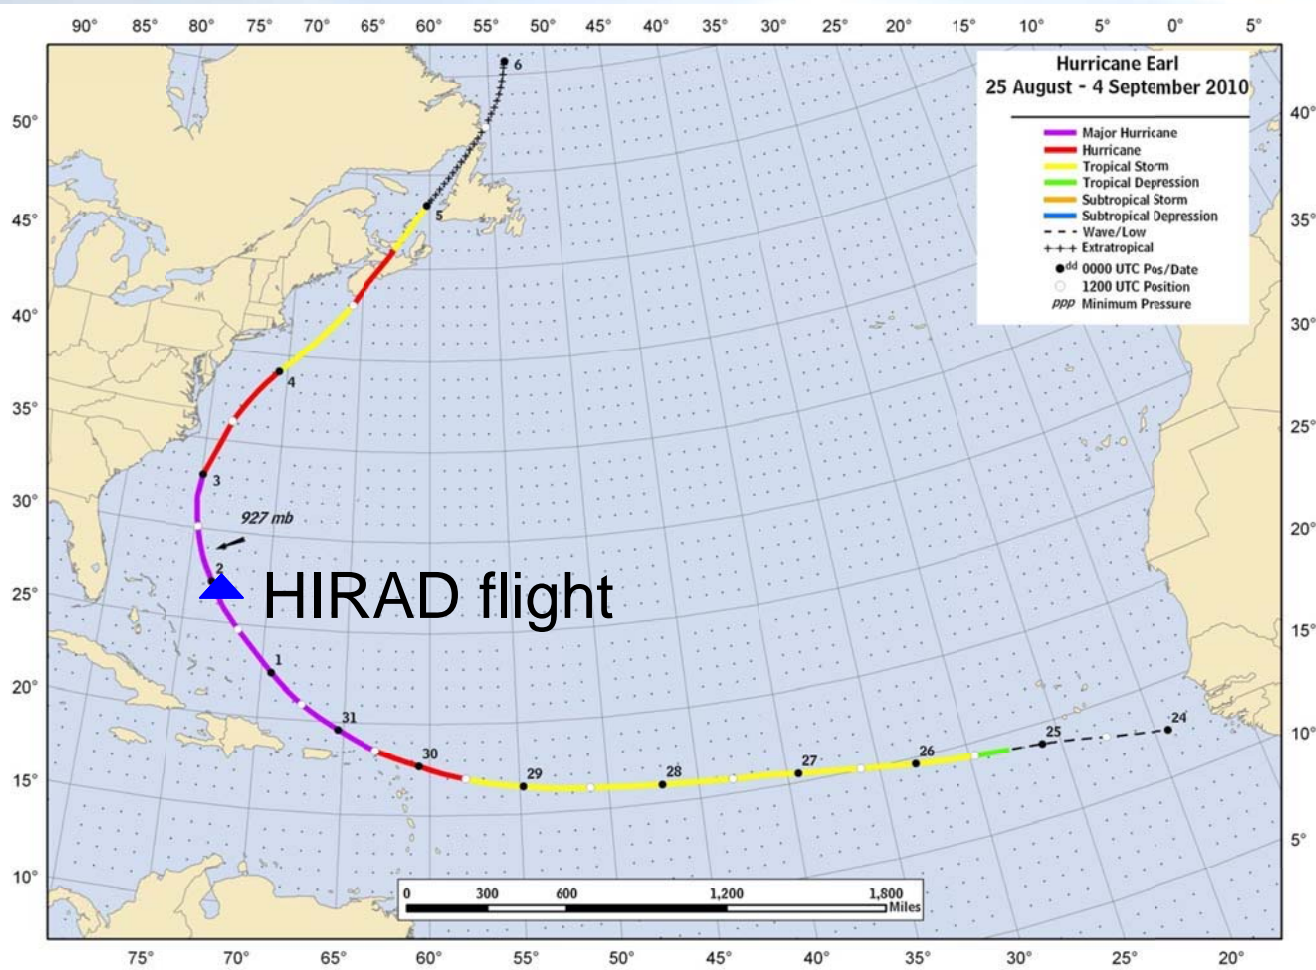 90° 85° 80° 75° 70° 65° 60° 55° 50° 45° 40° 35° 30° 25° 20° 15° 10° 5° 0° 5°
Hurricane Earl
25 August - 4 September 2010
Major Hurricane
Hurricane
Tropical Storm
Tropical Depression
Subtropical Storm
Subtropical Depression
Wave/Low
Extratropical
dd 0000 UTC Pos/Date
1200 UTC Position
ppp Minimum Pressure
6
50°
40°
5
45°
35°
40°
30°
4
35°
25°
3
30°
927 mb
20°
2
25°
HIRAD flight
15°
1
20°
31
30
29
28
27
26
25
24
10°
15°
5°
10°
0 300 600 1,200 1,800
Miles
75° 70° 65° 60° 55° 50° 45° 40° 35° 30° 25° 20°